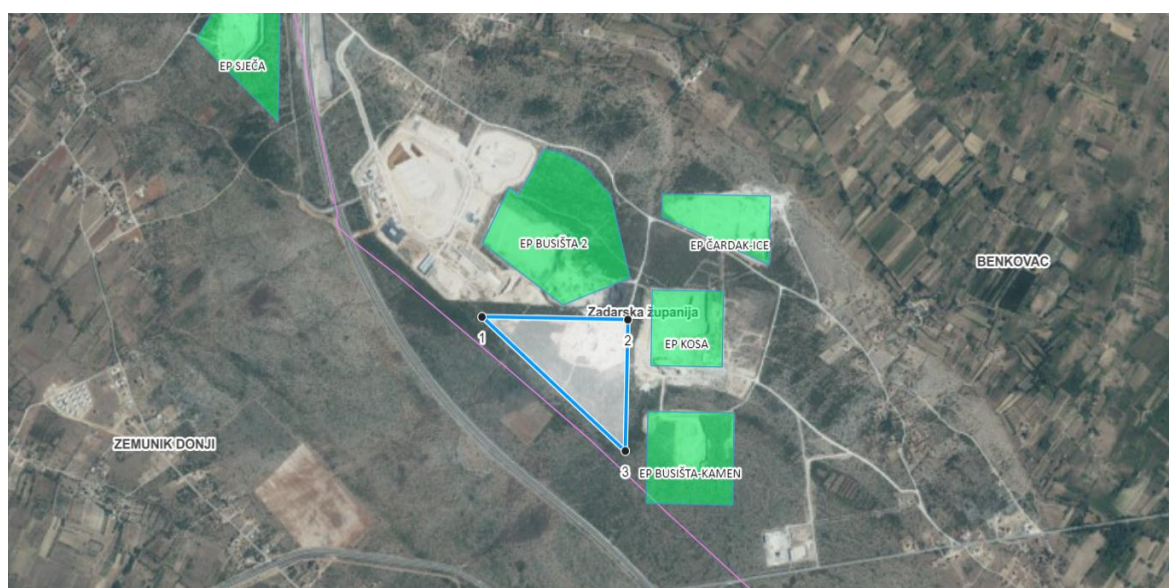 EP SJEČA
EP BUSIŠTA 2
EP ČARDAK-ICE
BENKOVAC
Zadarska županija
1
2
EP KOSA
ZEMUNIK DONJI
3
EP BUSIŠTA-KAMEN